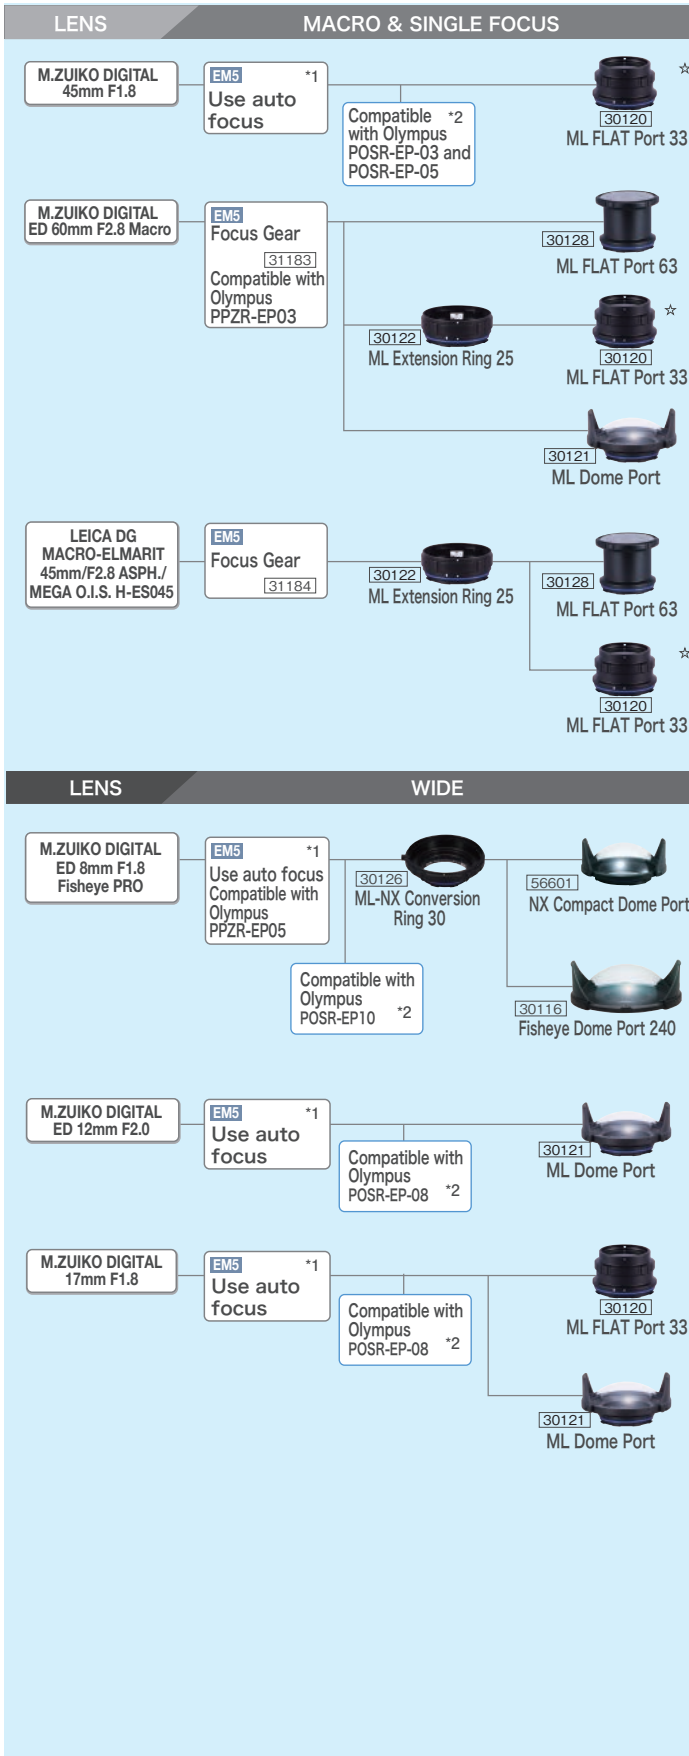 LENS
MACRO & SINGLE FOCUS
M.ZUIKO DIGITAL
45mm F1.8
EM5 *1
Use auto
focus
Compatible *2
with Olympus
POSR-EP-03 and
POSR-EP-05
☆
30120
ML FLAT Port 33
M.ZUIKO DIGITAL
ED 60mm F2.8 Macro
EM5
Focus Gear
31183
Compatible with
Olympus
PPZR-EP03
30128
ML FLAT Port 63
30122
ML Extension Ring 25
☆
30120
ML FLAT Port 33
30121
ML Dome Port
LEICA DG
MACRO-ELMARIT
45mm/F2.8 ASPH./
MEGA O.I.S. H-ES045
EM5
Focus Gear
31184
30122
ML Extension Ring 25
30128
ML FLAT Port 63
☆
30120
ML FLAT Port 33
LENS
WIDE
M.ZUIKO DIGITAL
ED 8mm F1.8
Fisheye PRO
EM5 *1
Use auto focus
Compatible with
Olympus
PPZR-EP05
Compatible with
Olympus
POSR-EP10 *2
30126
ML-NX Conversion
Ring 30
56601
NX Compact Dome Port
30116
Fisheye Dome Port 240
M.ZUIKO DIGITAL
ED 12mm F2.0
EM5 *1
Use auto
focus
Compatible with
Olympus
POSR-EP-08 *2
30121
ML Dome Port
M.ZUIKO DIGITAL
17mm F1.8
EM5 *1
Use auto
focus
Compatible with
Olympus
POSR-EP-08 *2
30120
ML FLAT Port 33
30121
ML Dome Port